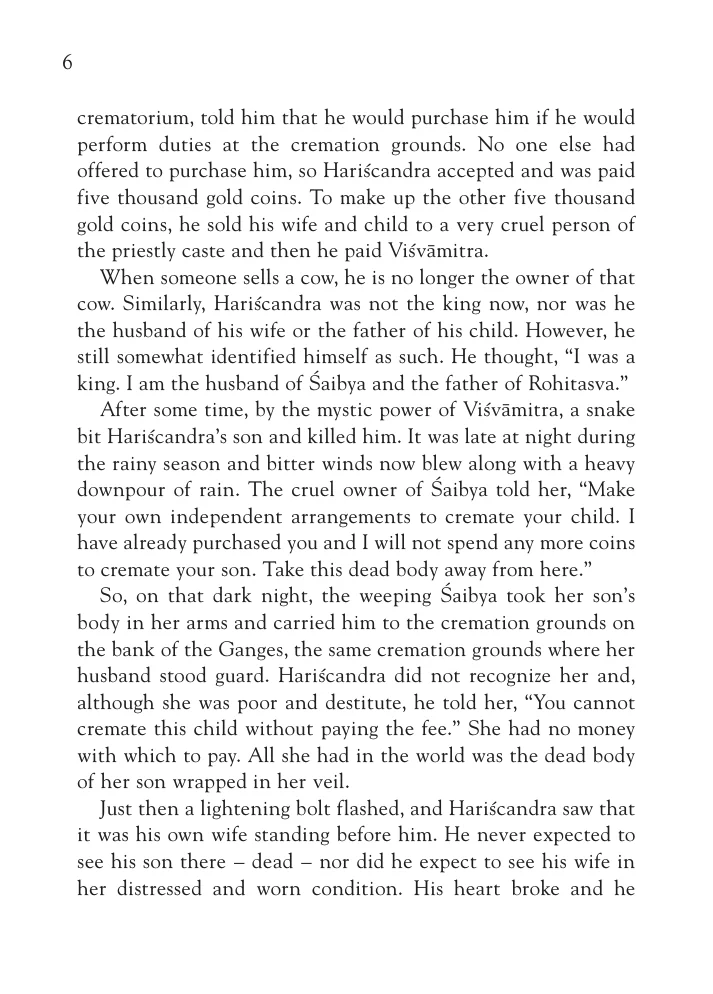 6
crematorium, told him that he would purchase him if he would
perform duties at the cremation grounds. No one else had
offered to purchase him, so Hariścandra accepted and was paid
five thousand gold coins. To make up the other five thousand
gold coins, he sold his wife and child to a very cruel person of
the priestly caste and then he paid Viśvāmitra.
When someone sells a cow, he is no longer the owner of that
cow. Similarly, Hariścandra was not the king now, nor was he
the husband of his wife or the father of his child. However, he
still somewhat identified himself as such. He thought, “I was a
king. I am the husband of Śaibya and the father of Rohitasva.”
After some time, by the mystic power of Viśvāmitra, a snake
bit Hariścandra’s son and killed him. It was late at night during
the rainy season and bitter winds now blew along with a heavy
downpour of rain. The cruel owner of Śaibya told her, “Make
your own independent arrangements to cremate your child. I
have already purchased you and I will not spend any more coins
to cremate your son. Take this dead body away from here.”
So, on that dark night, the weeping Śaibya took her son’s
body in her arms and carried him to the cremation grounds on
the bank of the Ganges, the same cremation grounds where her
husband stood guard. Hariścandra did not recognize her and,
although she was poor and destitute, he told her, “You cannot
cremate this child without paying the fee.” She had no money
with which to pay. All she had in the world was the dead body
of her son wrapped in her veil.
Just then a lightening bolt flashed, and Hariścandra saw that
it was his own wife standing before him. He never expected to
see his son there – dead – nor did he expect to see his wife in
her distressed and worn condition. His heart broke and he